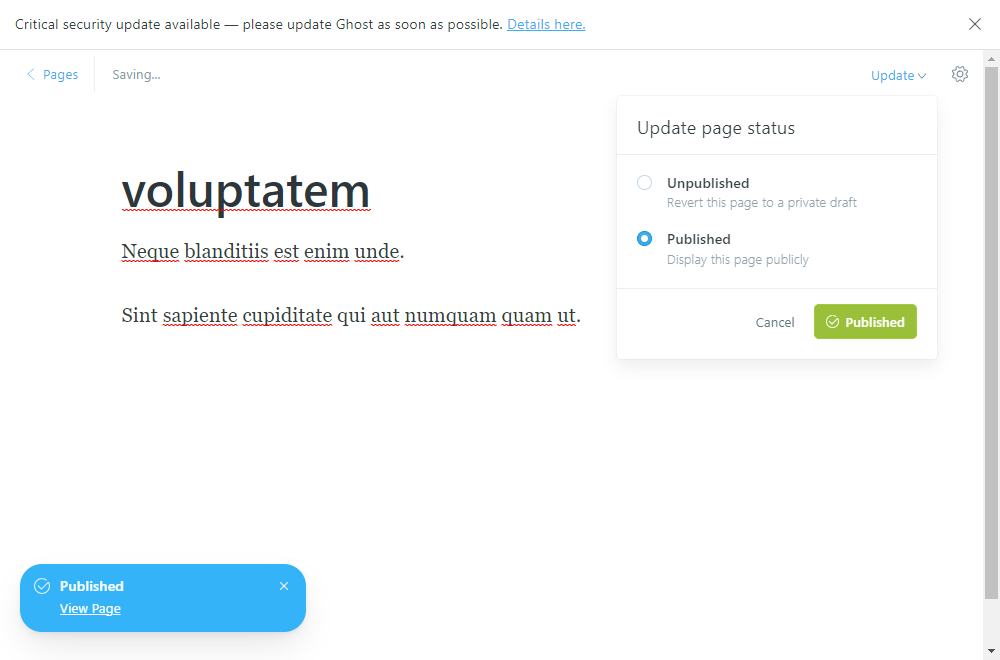 Critical security update available — please update Ghost as soon as possible. Details here.
Pages
Saving...
Update
Update page status
Unpublished
Revert this page to a private draft
Published
Display this page publicly
Cancel
Published
voluptatem
Neque blanditiis est enim unde.
Sint sapiente cupiditate qui aut numquam quam ut.
Published
View Page